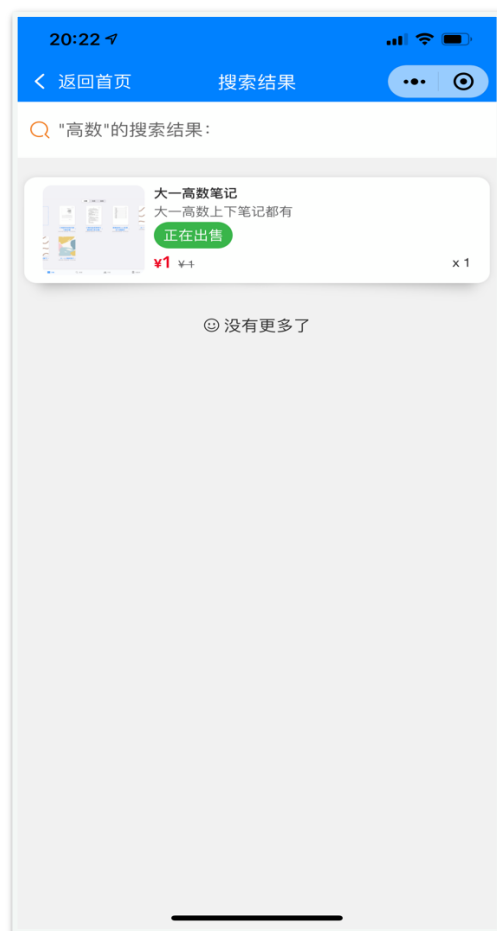 20:22
返回首页
搜索结果
"高数"的搜索结果：
大一高数笔记
大一高数上下笔记都有
正在出售
¥1 ¥1
x 1
没有更多了